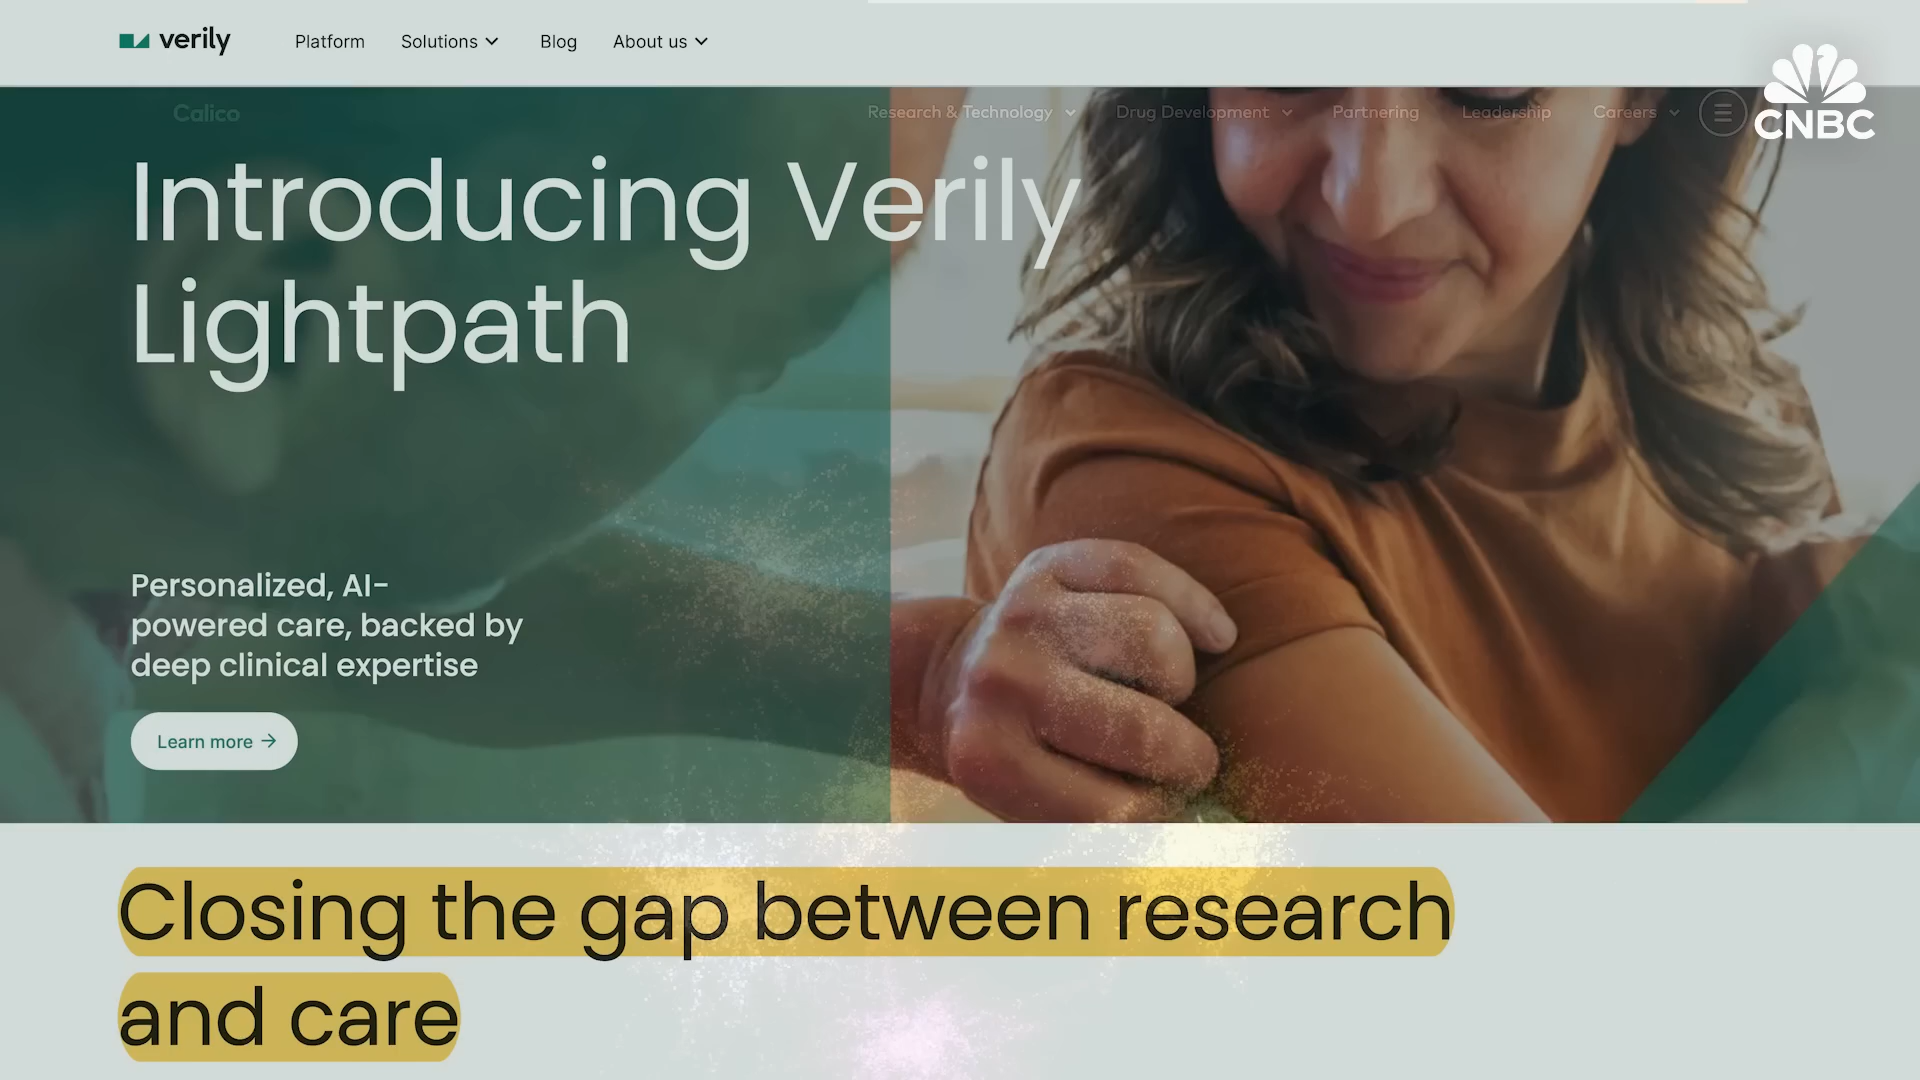 verily
Platform
Solutions
Blog
About us
CNBC
Calico
Research & Technology
Drug Development
Partnering
Leadership
Careers
Introducing Verily
Lightpath
Personalized, AI-
powered care, backed by
deep clinical expertise
Learn more →
Closing the gap between research
and care